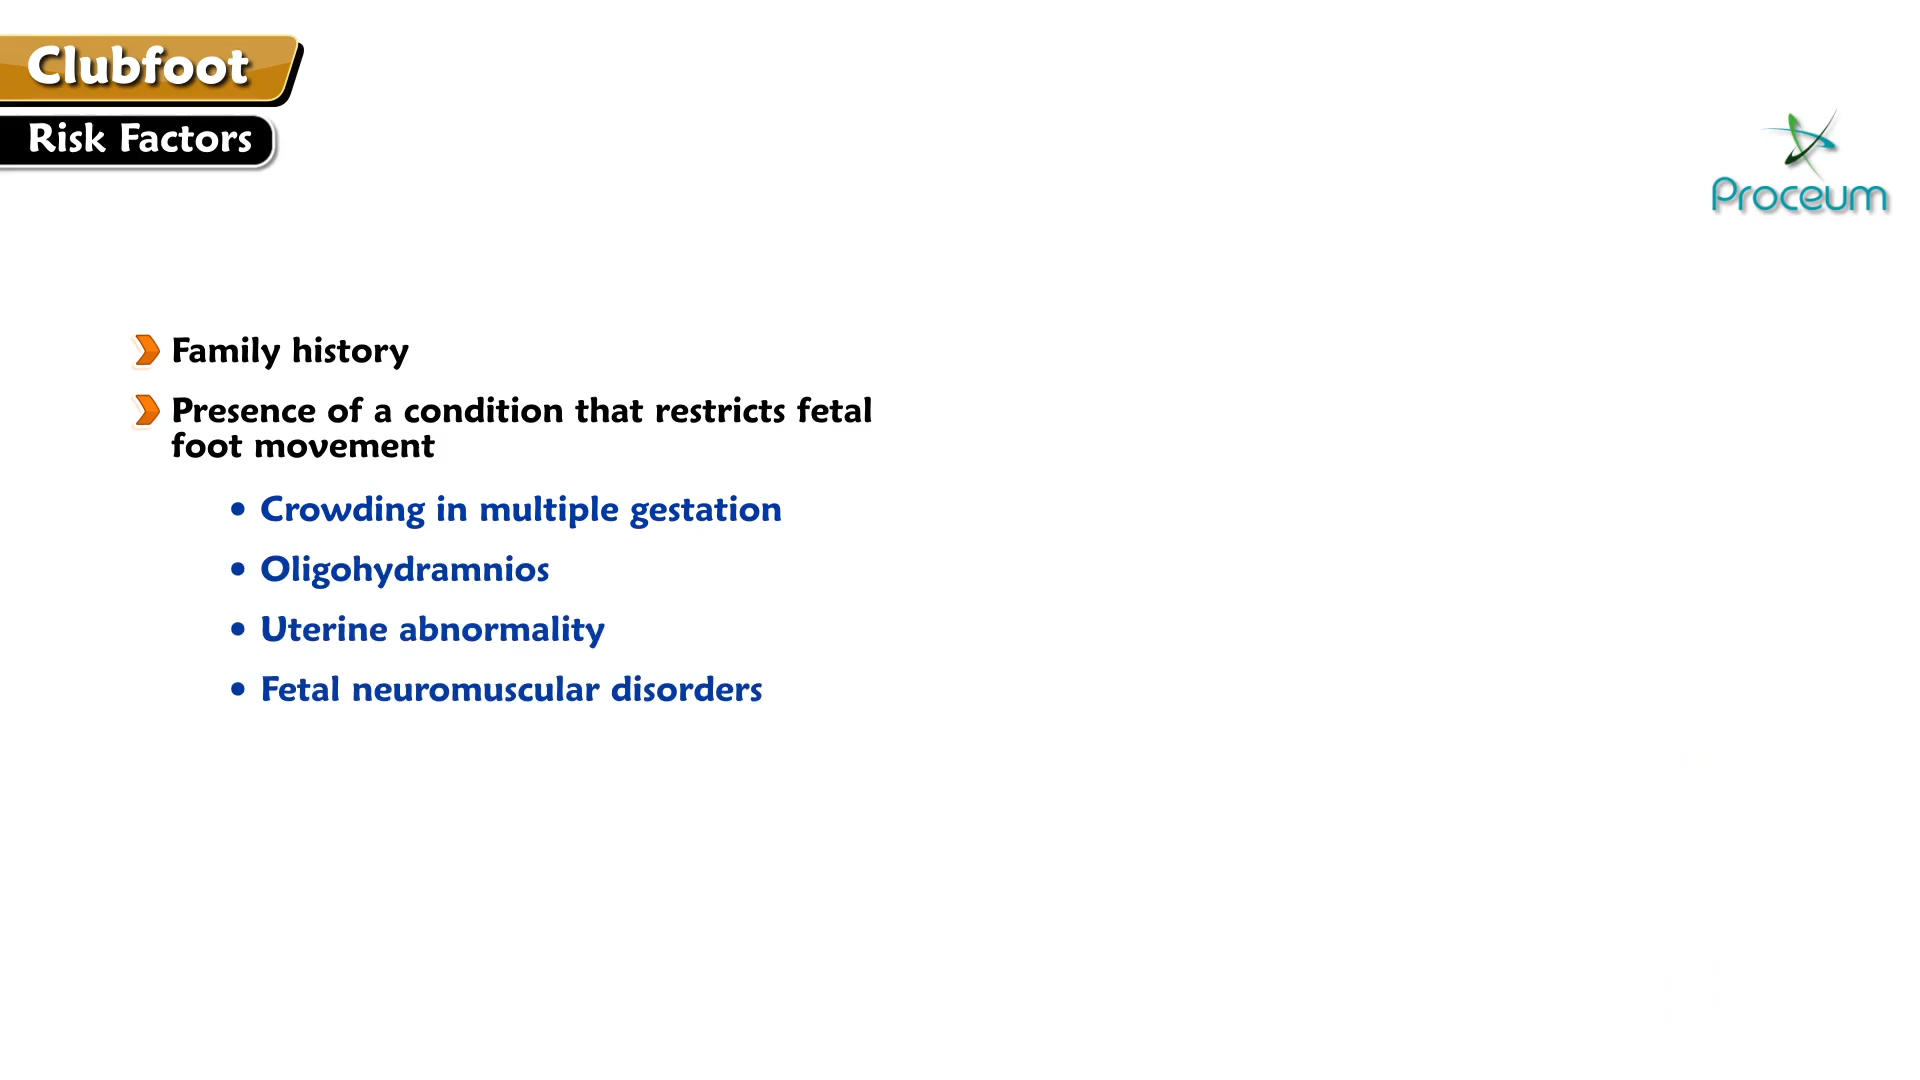 Clubfoot
Risk Factors
Proceum
Family history
Presence of a condition that restricts fetal
foot movement
• Crowding in multiple gestation
• Oligohydramnios
• Uterine abnormality
• Fetal neuromuscular disorders